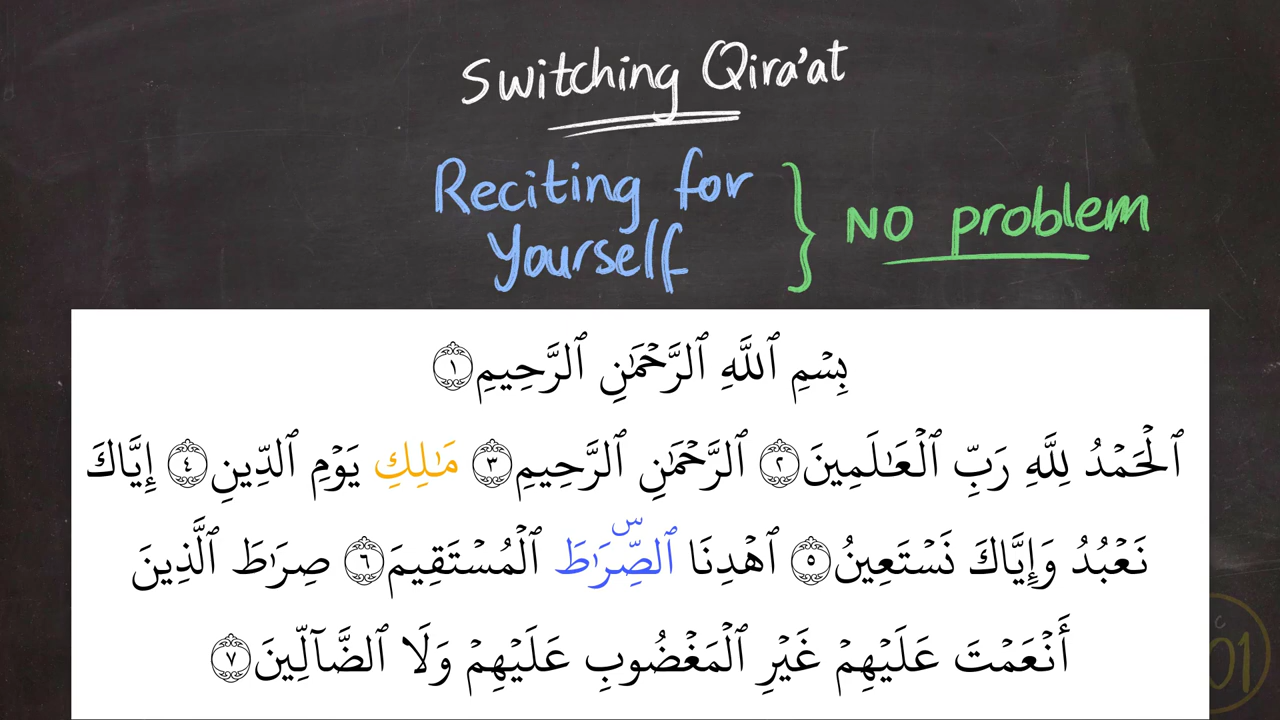 Switching Qira'at
Reciting for
Yourself
No problem
بِسْمِ ٱللَّهِ ٱلرَّحْمَٰنِ ٱلرَّحِيمِ ١
ٱلْحَمْدُ لِلَّهِ رَبِّ ٱلْعَٰلَمِينَ ٢ ٱلرَّحْمَٰنِ ٱلرَّحِيمِ ٣ مَٰلِكِ يَوْمِ ٱلدِّينِ ٤ إِيَّاكَ
نَعْبُدُ وَإِيَّاكَ نَسْتَعِينُ ٥ ٱهْدِنَا ٱلصِّرَٰطَ ٱلْمُسْتَقِيمَ ٦ صِرَٰطَ ٱلَّذِينَ
س
أَنْعَمْتَ عَلَيْهِمْ غَيْرِ ٱلْمَغْضُوبِ عَلَيْهِمْ وَلَا ٱلضَّآلِّينَ ٧